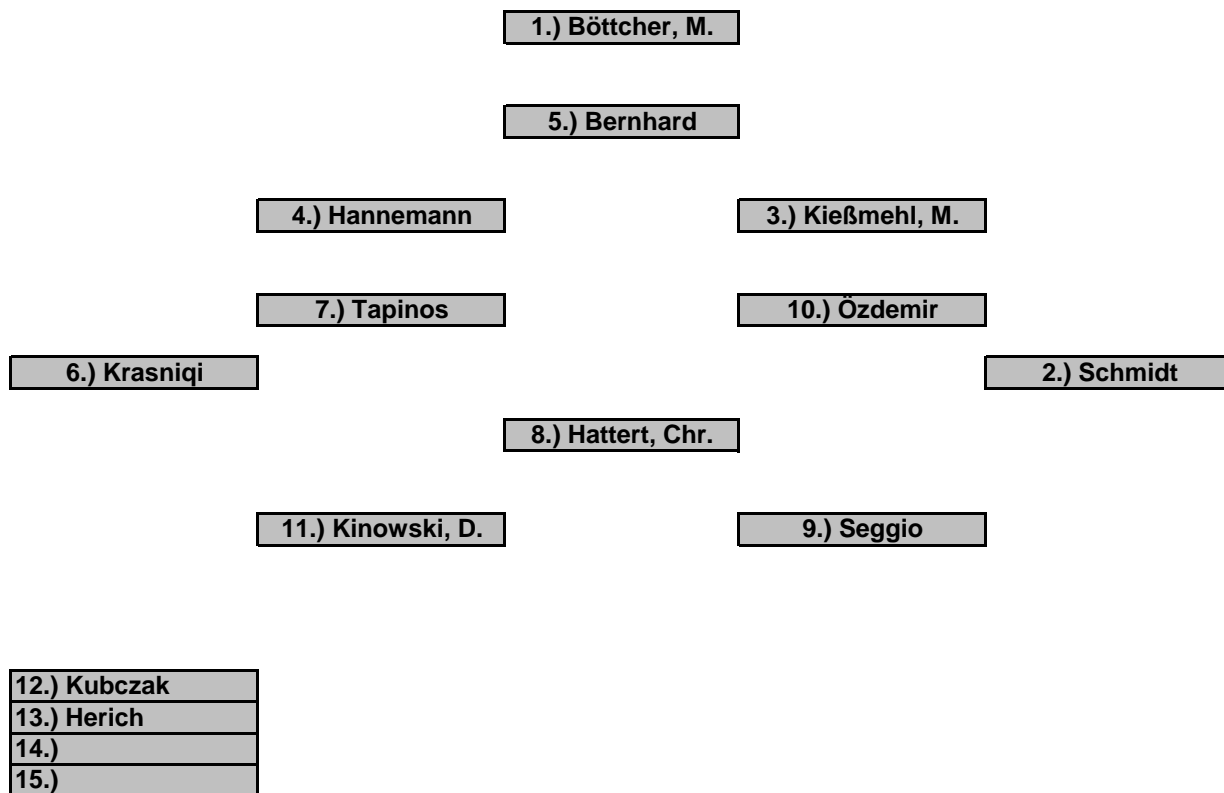 1.) Böttcher, M.
5.) Bernhard
4.) Hannemann
3.) Kießmehl, M.
7.) Tapinos
10.) Özdemir
6.) Krasniqi
2.) Schmidt
8.) Hattert, Chr.
11.) Kinowski, D.
9.) Seggio
12.) Kubczak
13.) Herich
14.)
15.)